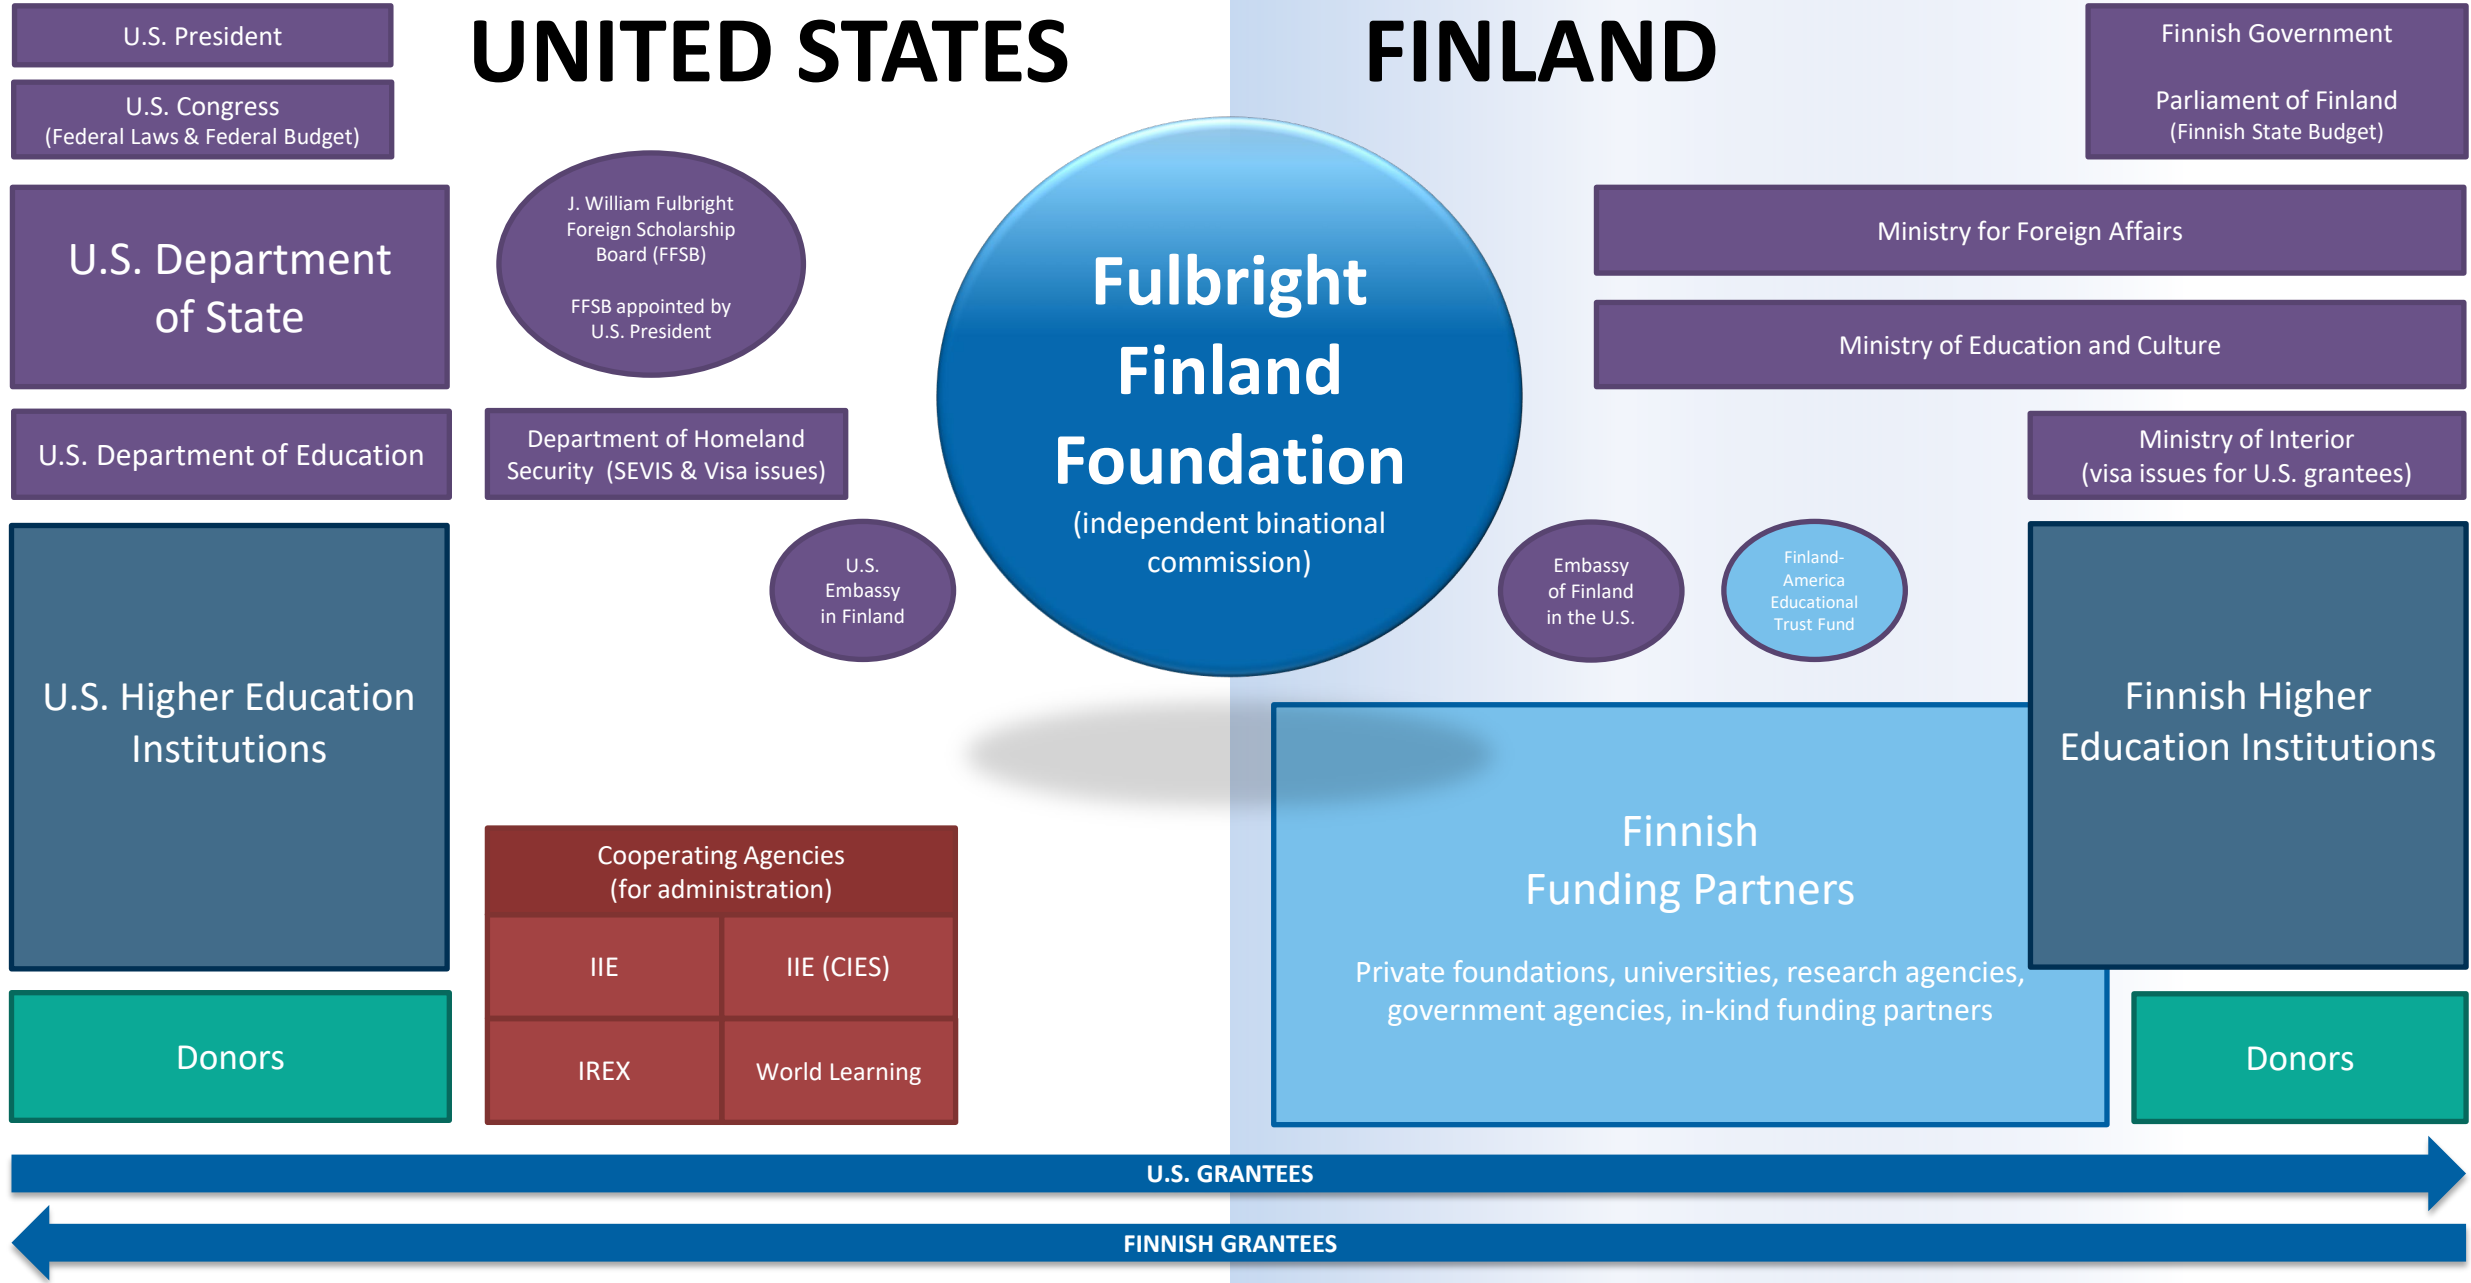 UNITED STATES
FINLAND
U.S. President
U.S. Congress
(Federal Laws & Federal Budget)
U.S. Department
of State
J. William Fulbright
Foreign Scholarship
Board (FFSB)
FFSB appointed by
U.S. President
U.S. Department of Education
Department of Homeland
Security (SEVIS & Visa issues)
U.S.
Embassy
in Finland
U.S. Higher Education
Institutions
Cooperating Agencies
(for administration)
IIE
IIE (CIES)
IREX
World Learning
Donors
Fulbright
Finland
Foundation
(independent binational
commission)
Finnish Government
Parliament of Finland
(Finnish State Budget)
Ministry for Foreign Affairs
Ministry of Education and Culture
Ministry of Interior
(visa issues for U.S. grantees)
Embassy
of Finland
in the U.S.
Finland-
America
Educational
Trust Fund
Finnish Higher
Education Institutions
Finnish
Funding Partners
Private foundations, universities, research agencies,
government agencies, in-kind funding partners
Donors
U.S. GRANTEES
FINNISH GRANTEES